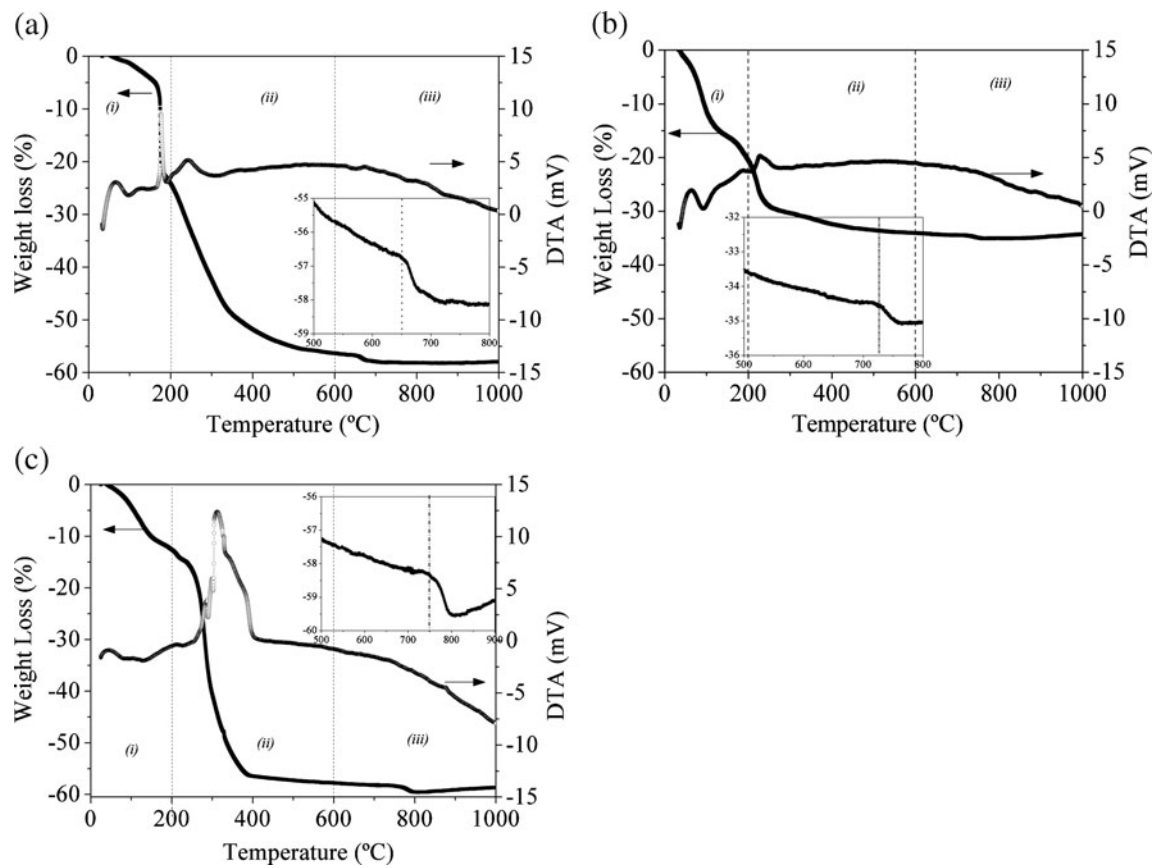 (a)
0
-10
-20
-30
-40
-50
-60
Weight loss (%)
(i)
(ii)
(iii)
15
10
5
0
-5
-10
-15
DTA (mV)
-55
-56
-57
-58
-59
500 600 700 800
0 200 400 600 800 1000
Temperature (ºC)
(b)
0
-10
-20
-30
-40
-50
-60
Weight Loss (%)
(i)
(ii)
(iii)
15
10
5
0
-5
-10
-15
DTA (mV)
-32
-33
-34
-35
-36
500 600 700 800
0 200 400 600 800 1000
Temperature (ºC)
(c)
0
-10
-20
-30
-40
-50
-60
Weight Loss (%)
(i)
(ii)
(iii)
15
10
5
0
-5
-10
-15
DTA (mV)
-56
-57
-58
-59
-60
500 600 700 800 900
0 200 400 600 800 1000
Temperature (ºC)